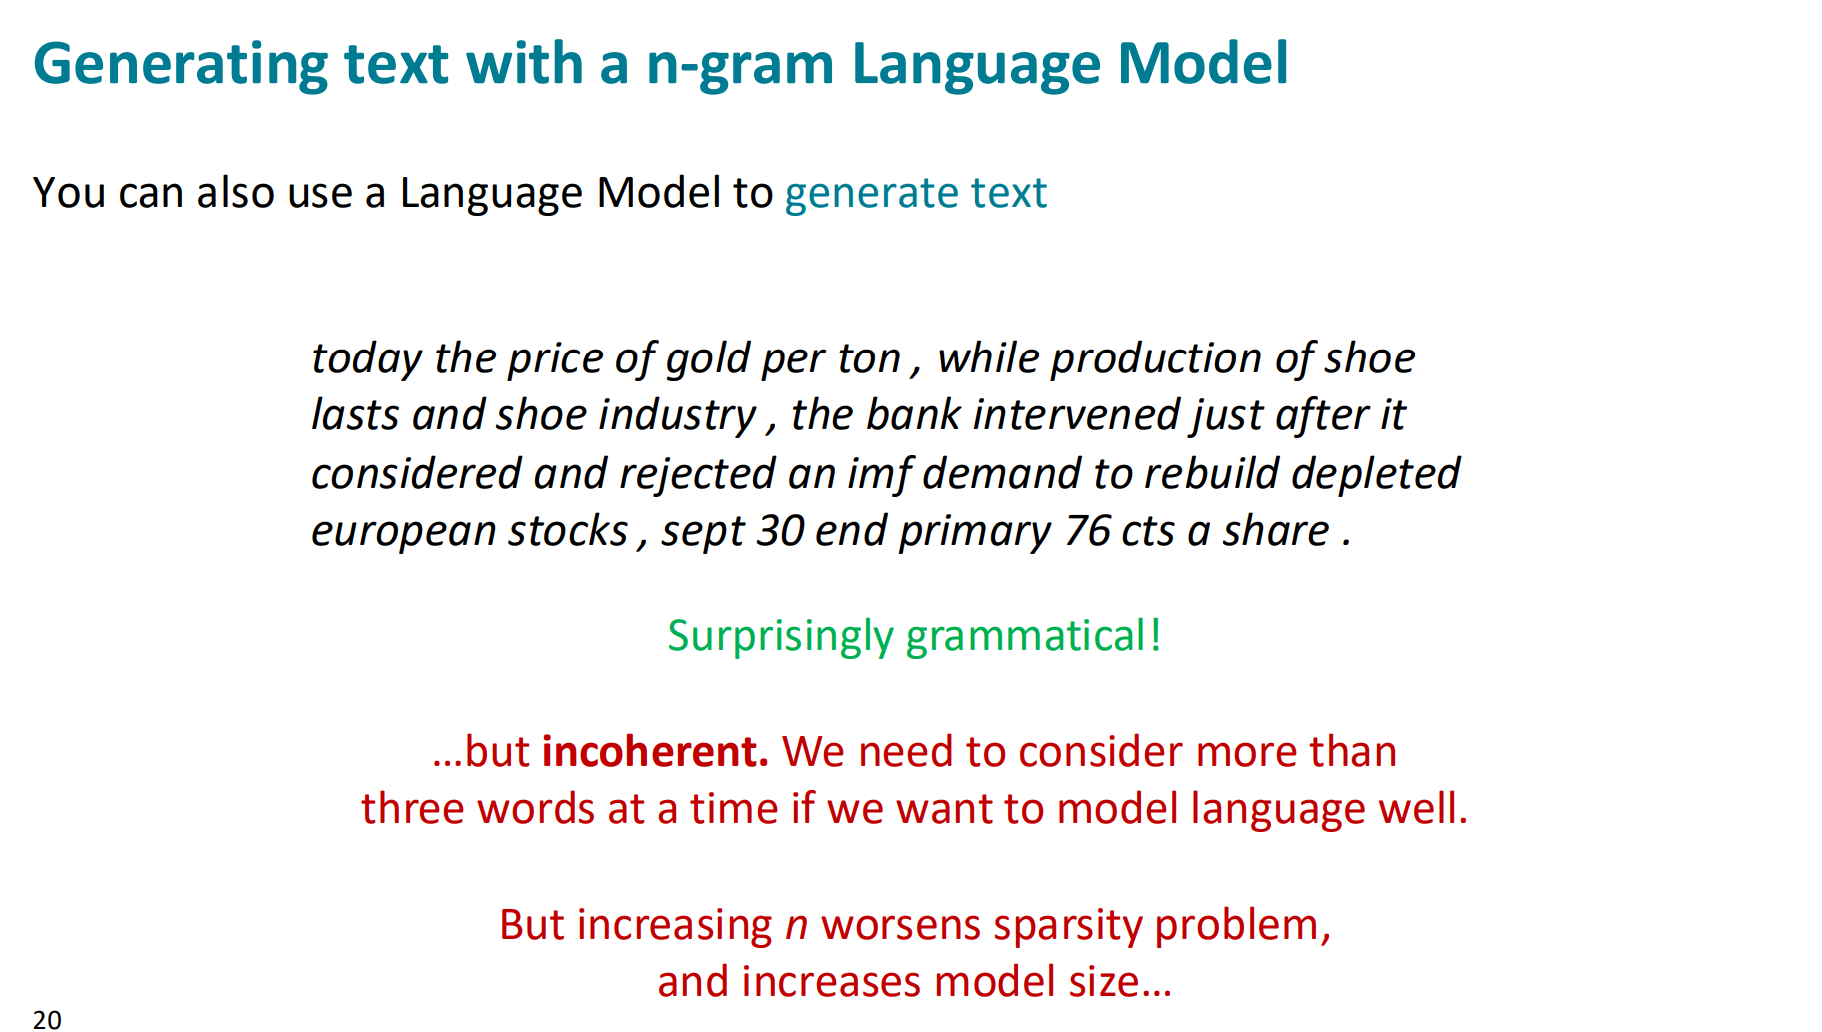 Generating text with a n-gram Language Model
You can also use a Language Model to generate text
today the price of gold per ton , while production of shoe
lasts and shoe industry , the bank intervened just after it
considered and rejected an imf demand to rebuild depleted
european stocks , sept 30 end primary 76 cts a share .
Surprisingly grammatical!
…but incoherent. We need to consider more than
three words at a time if we want to model language well.
But increasing n worsens sparsity problem,
and increases model size…
20